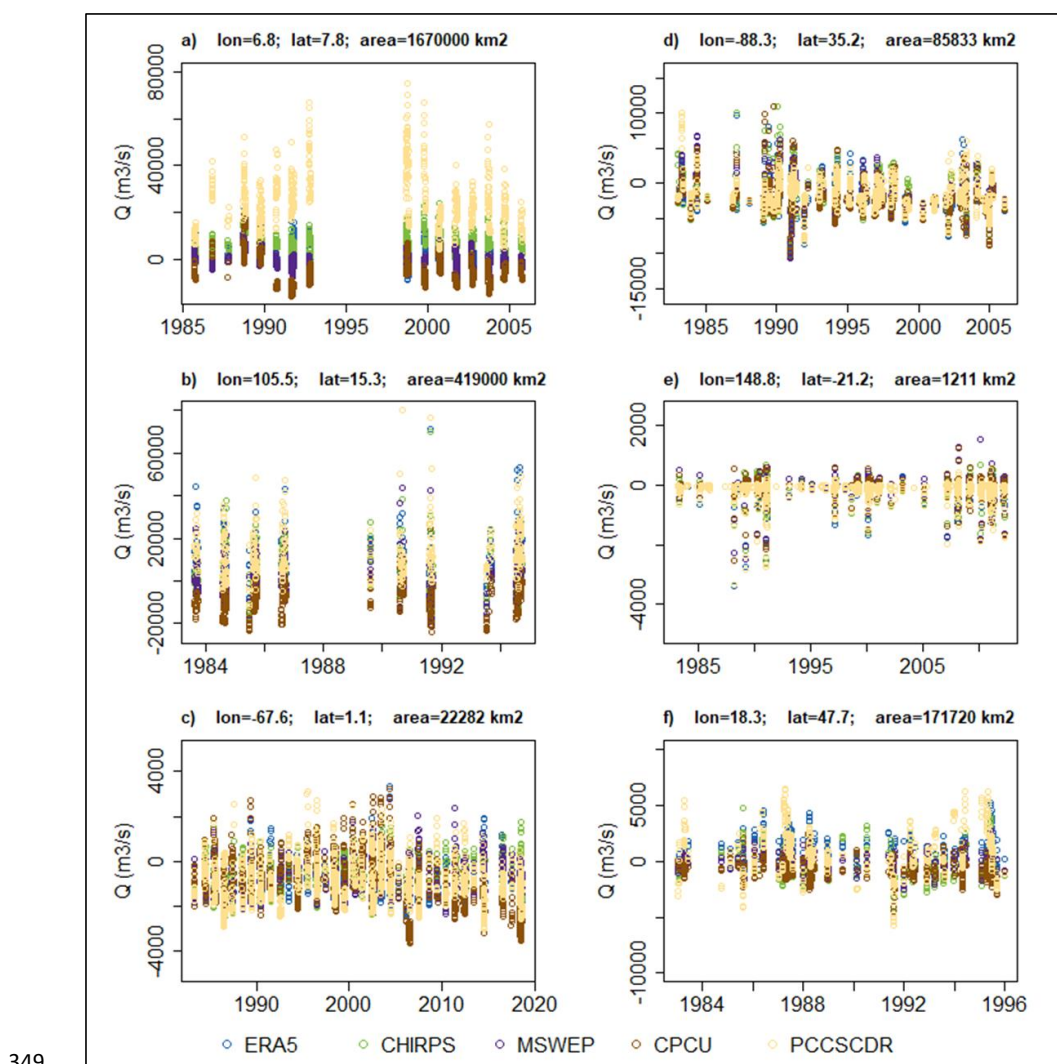 a) lon=6.8; lat=7.8; area=1670000 km2
Q (m3/s)
80000
40000
0
1985 1990 1995 2000 2005
d) lon=-88.3; lat=35.2; area=85833 km2
Q (m3/s)
10000
0
-15000
1985 1990 1995 2000 2005
b) lon=105.5; lat=15.3; area=419000 km2
Q (m3/s)
60000
20000
-20000
1984 1988 1992
e) lon=148.8; lat=-21.2; area=1211 km2
Q (m3/s)
2000
0
-4000
1985 1995 2005
c) lon=-67.6; lat=1.1; area=22282 km2
Q (m3/s)
4000
0
-4000
1990 2000 2010 2020
f) lon=18.3; lat=47.7; area=171720 km2
Q (m3/s)
5000
0
-10000
1984 1988 1992 1996
ERA5 CHIRPS MSWEP CPCU PCCSCDR
349